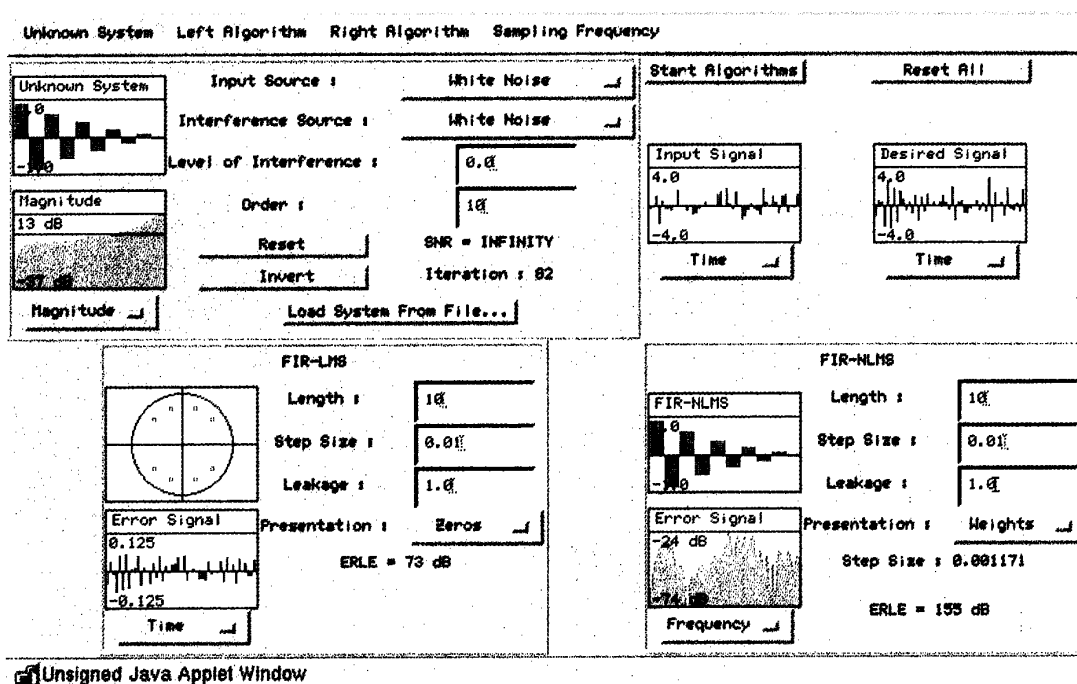 Unknown System Left Algorithm Right Algorithm Sampling Frequency
Unknown System
-1.0
Magnitude
13 dB
Magnitude
Input Source :
White Noise
Interference Source :
White Noise
Level of Interference :
0.0
Order :
10
Reset
SNR = INFINITY
Invert
Iteration : 82
Load System From File...
Start Algorithms
Reset All
Input Signal
4.0
-4.0
Time
Desired Signal
4.0
-4.0
Time
FIR-LMS
Length :
10
Step Size :
0.01
Leakage :
1.0
Error Signal
0.125
-0.125
Time
Presentation :
Zeros
ERLE = 73 dB
FIR-NLMS
FIR-NLMS
Length :
10
Step Size :
0.01
Leakage :
1.0
Error Signal
-24 dB
-74 dB
Frequency
Presentation :
Weights
Step Size : 0.001171
ERLE = 155 dB
Unsigned Java Applet Window